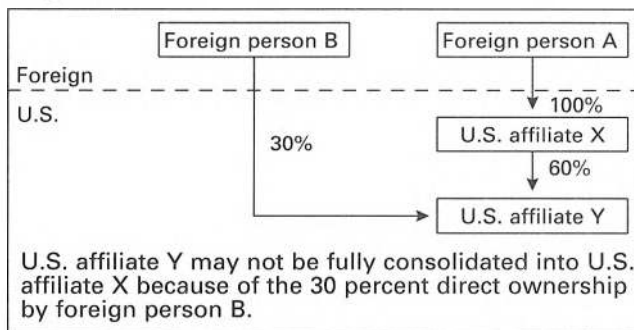 Foreign person B
Foreign person A
Foreign
U.S.
100%
U.S. affiliate X
30%
60%
U.S. affiliate Y
U.S. affiliate Y may not be fully consolidated into U.S.
affiliate X because of the 30 percent direct ownership
by foreign person B.